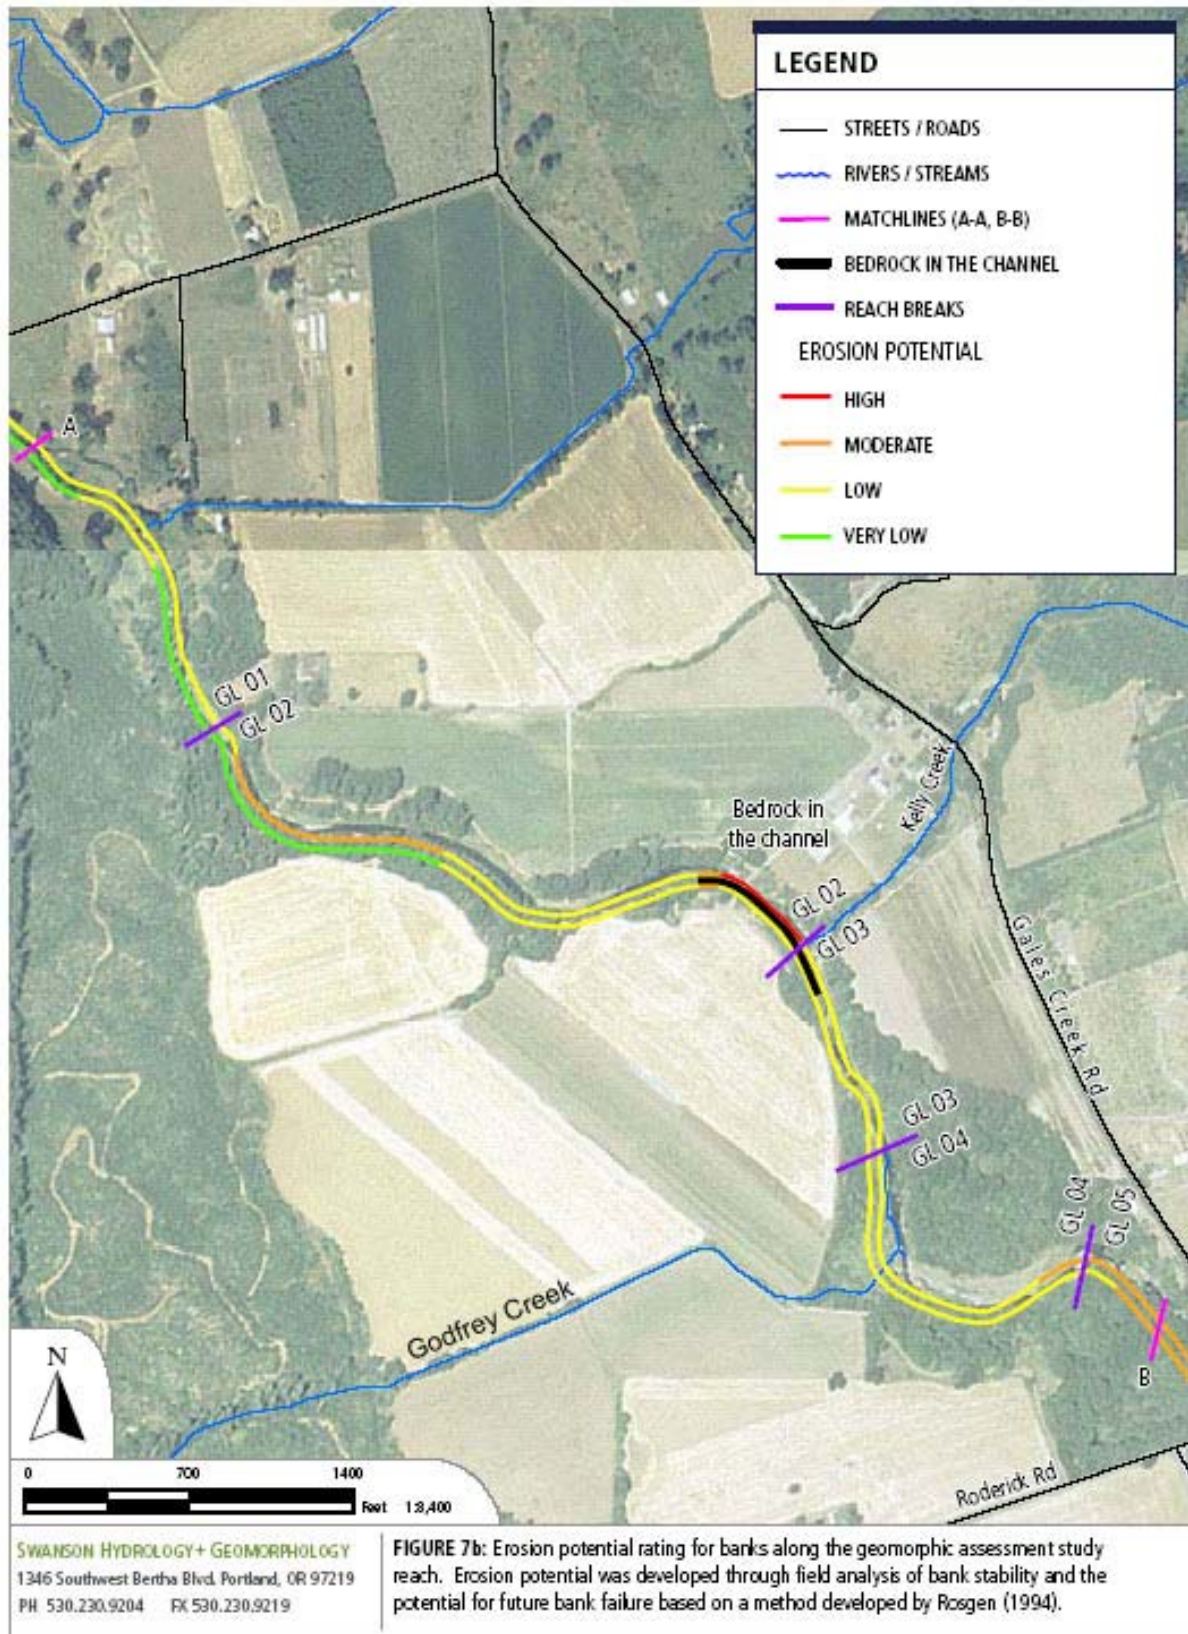 LEGEND
STREETS / ROADS
RIVERS / STREAMS
MATCHLINES (A-A, B-B)
BEDROCK IN THE CHANNEL
REACH BREAKS
EROSION POTENTIAL
HIGH
MODERATE
LOW
VERY LOW
A
GL 01
GL 02
Bedrock in
the channel
Kelly Creek
GL 02
GL 03
Gales Creek Rd
GL 03
GL 04
GL 04
GL 05
Godfrey Creek
B
Roderick Rd
N
0 700 1400
Feet 1:8,400
SWANSON HYDROLOGY + GEOMORPHOLOGY
1346 Southwest Bertha Blvd. Portland, OR 97219
PH 530.230.9204 FX 530.230.9219
FIGURE 7b: Erosion potential rating for banks along the geomorphic assessment study
reach. Erosion potential was developed through field analysis of bank stability and the
potential for future bank failure based on a method developed by Rosgen (1994).